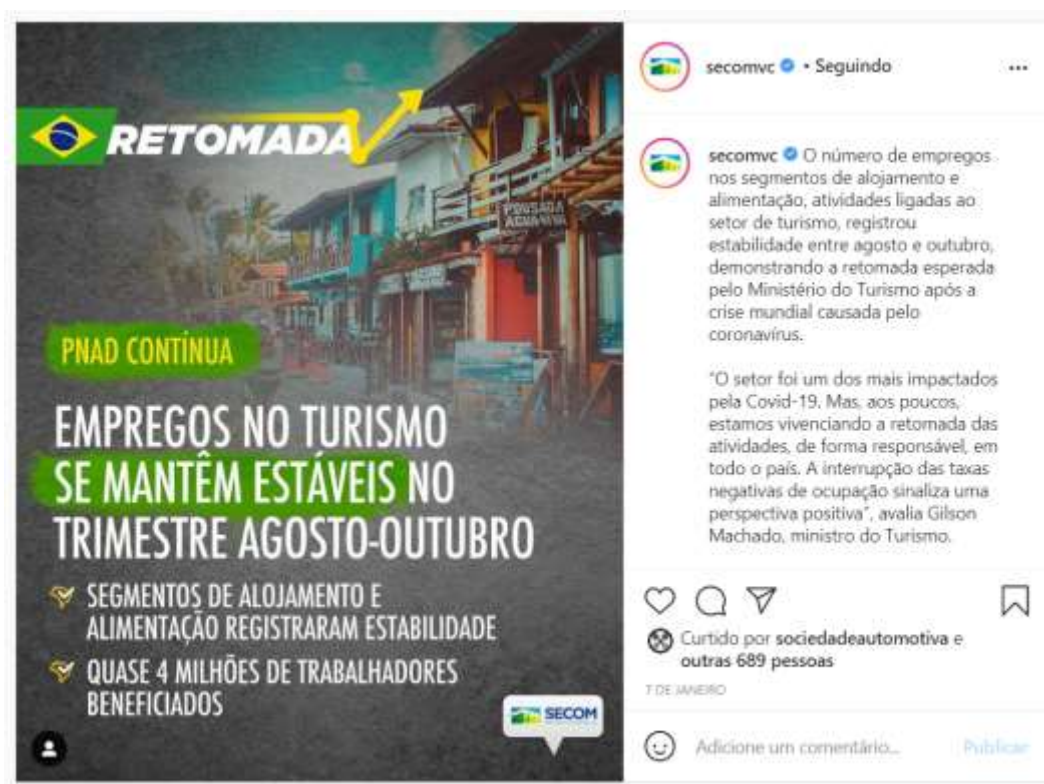 RETOMADA
POUSADA
PNAD CONTÍNUA
EMPREGOS NO TURISMO
SE MANTÊM ESTÁVEIS NO
TRIMESTRE AGOSTO-OUTUBRO
SEGMENTOS DE ALOJAMENTO E
ALIMENTAÇÃO REGISTRARAM ESTABILIDADE
QUASE 4 MILHÕES DE TRABALHADORES
BENEFICIADOS
SECOM
secomvc • Seguindo
secomvc O número de empregos
nos segmentos de alojamento e
alimentação, atividades ligadas ao
setor de turismo, registrou
estabilidade entre agosto e outubro,
demonstrando a retomada esperada
pelo Ministério do Turismo após a
crise mundial causada pelo
coronavírus.
"O setor foi um dos mais impactados
pela Covid-19. Mas, aos poucos,
estamos vivenciando a retomada das
atividades, de forma responsável, em
todo o país. A interrupção das taxas
negativas de ocupação sinaliza uma
perspectiva positiva", avalia Gilson
Machado, ministro do Turismo.
Curtido por sociedadeautomotiva e
outras 689 pessoas
7 DE JANEIRO
Adicione um comentário... Publicar